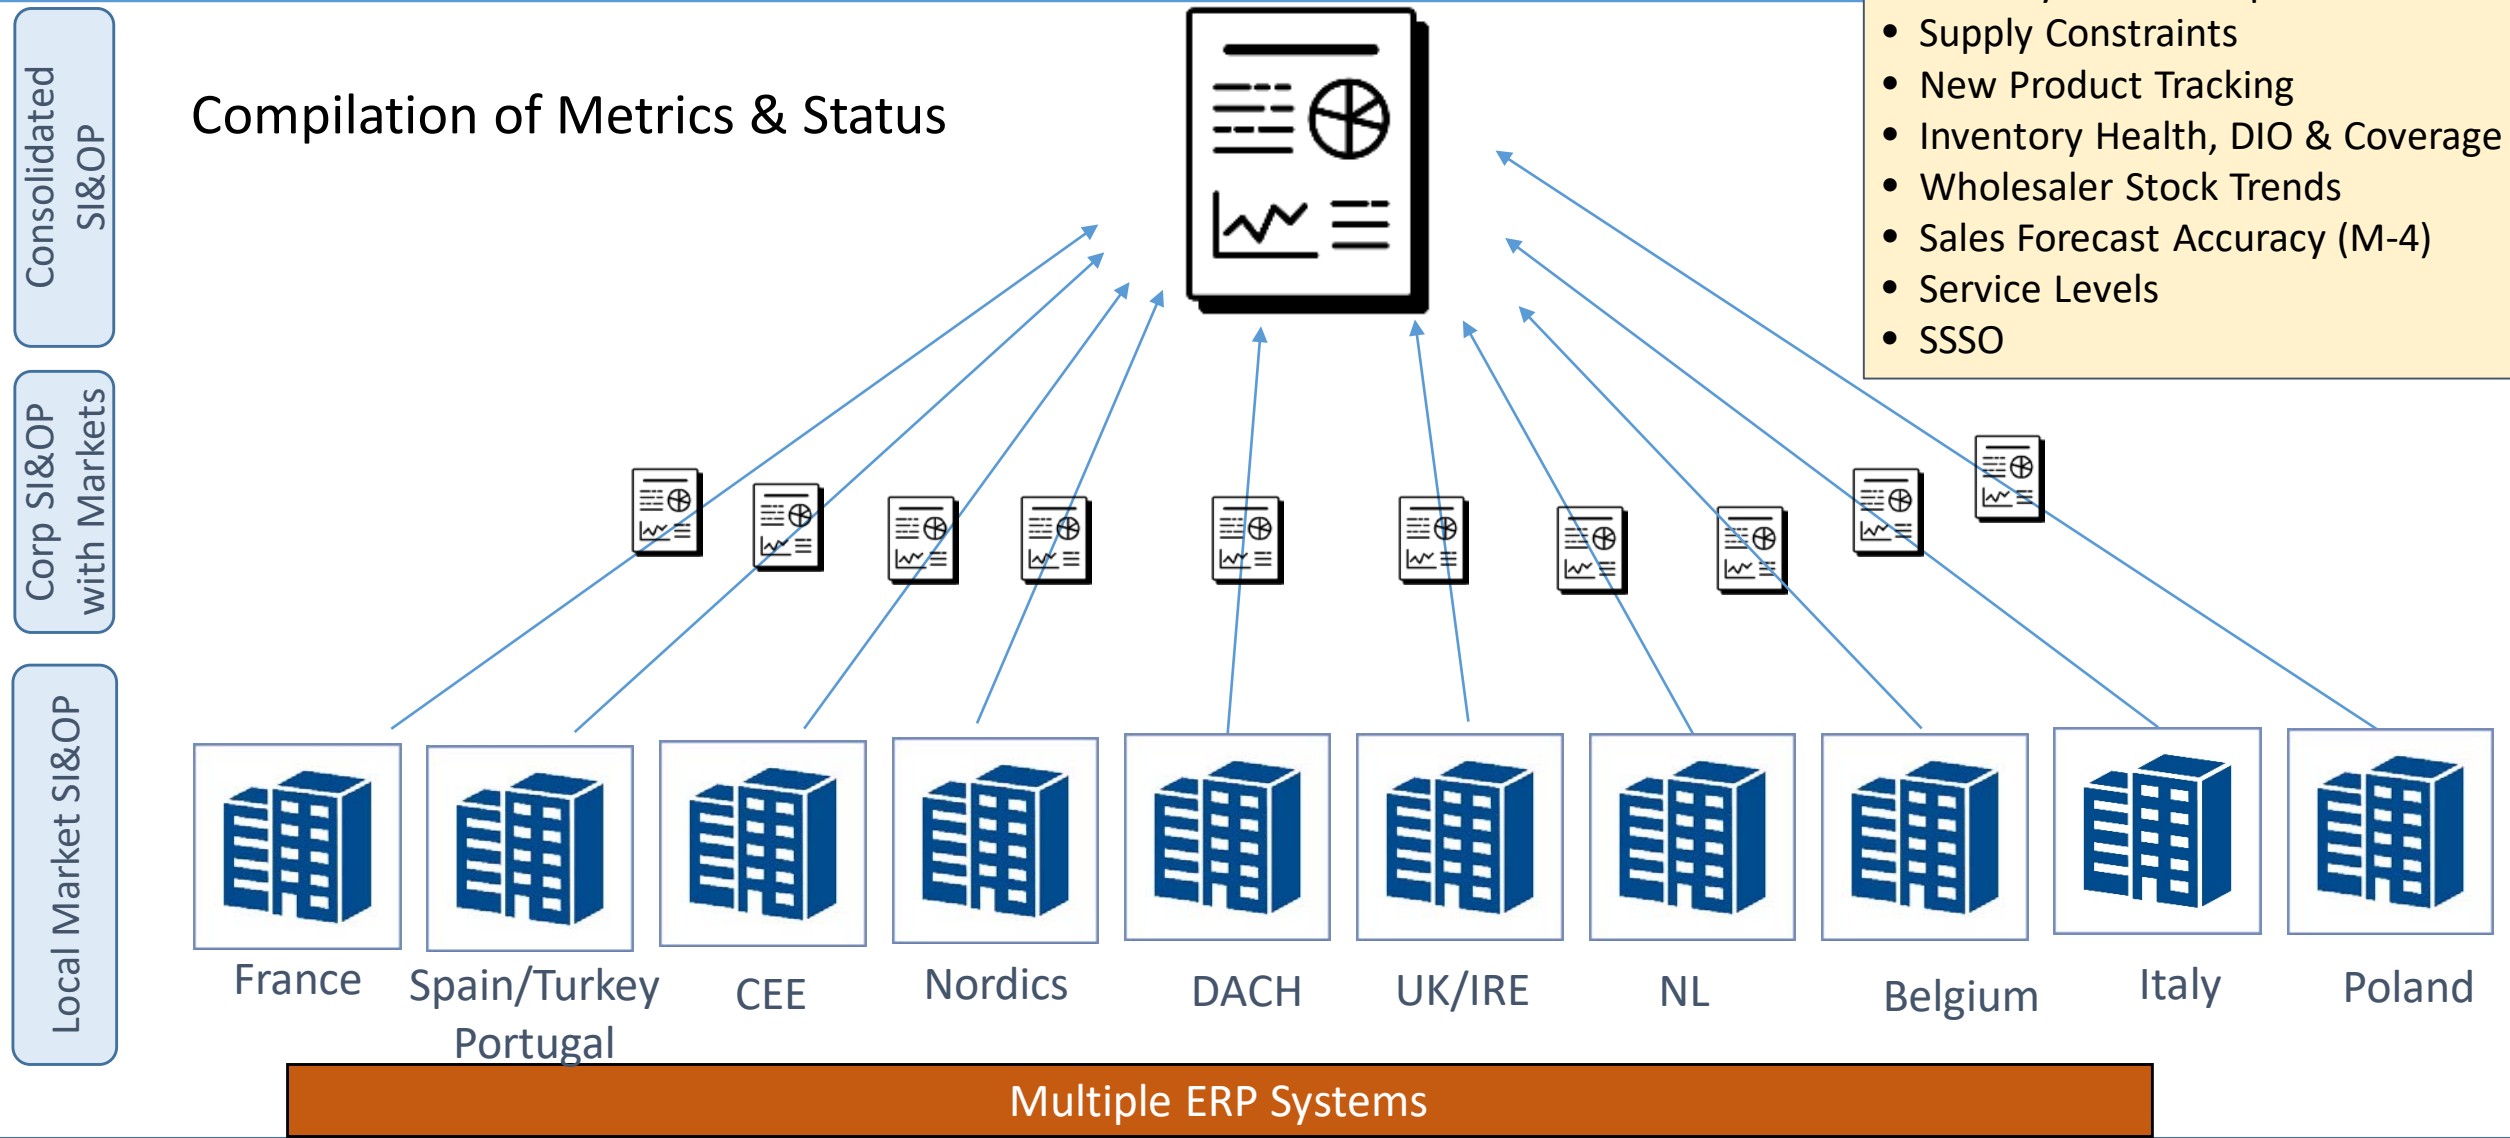 Consolidated
SI&OP
Compilation of Metrics & Status
• Supply Constraints
• New Product Tracking
• Inventory Health, DIO & Coverage
• Wholesaler Stock Trends
• Sales Forecast Accuracy (M-4)
• Service Levels
• SSSO
Corp SI&OP
with Markets
Local Market SI&OP
France
Spain/Turkey
Portugal
CEE
Nordics
DACH
UK/IRE
NL
Belgium
Italy
Poland
Multiple ERP Systems